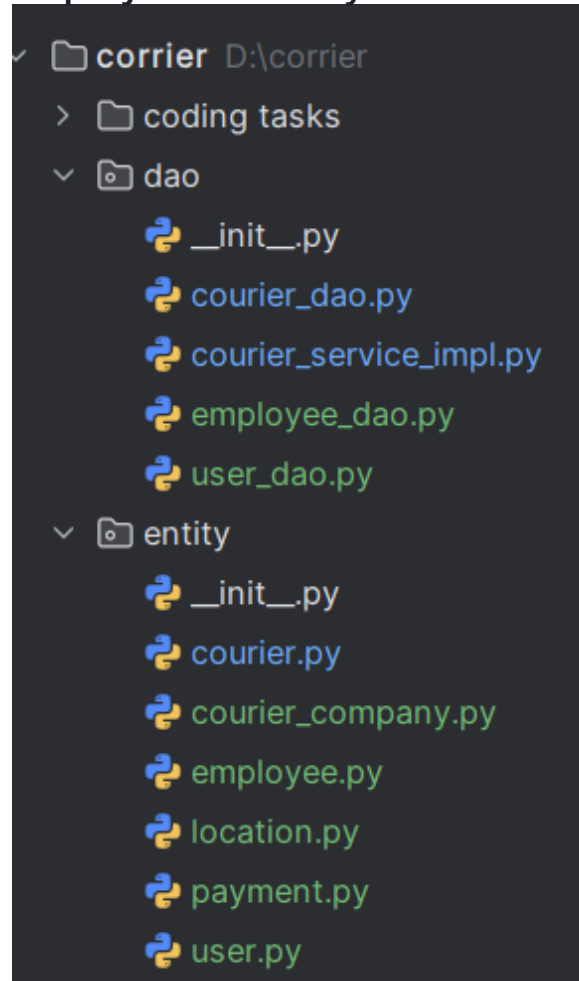 corrier D:\corrier
coding tasks
dao
__init__.py
courier_dao.py
courier_service_impl.py
employee_dao.py
user_dao.py
entity
__init__.py
courier.py
courier_company.py
employee.py
location.py
payment.py
user.py